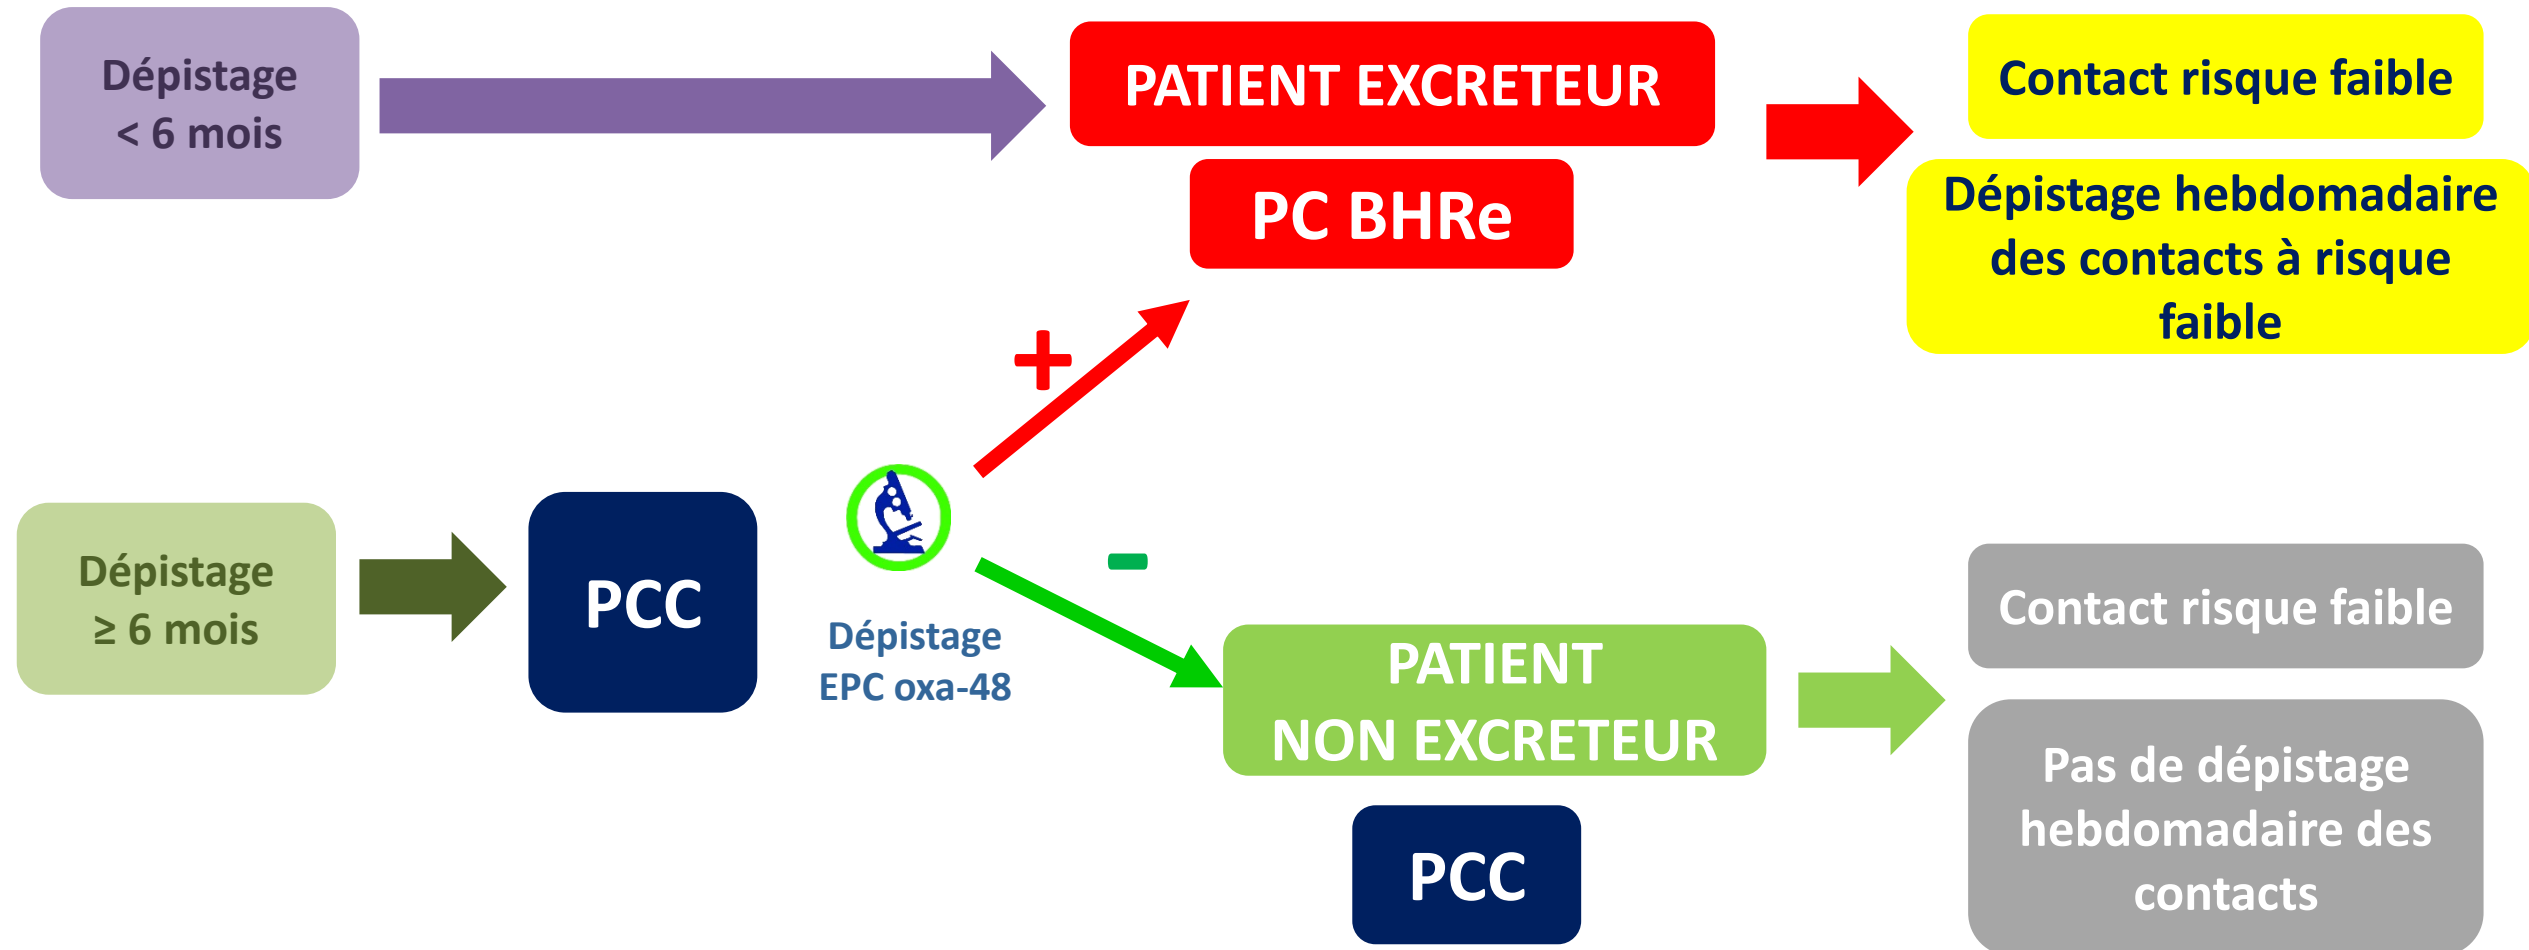 Dépistage
< 6 mois
PATIENT EXCRETEUR
PC BHRe
Contact risque faible
Dépistage hebdomadaire
des contacts à risque
faible
+
Dépistage
≥ 6 mois
PCC
Dépistage
EPC oxa-48
-
PATIENT
NON EXCRETEUR
PCC
Contact risque faible
Pas de dépistage
hebdomadaire des
contacts